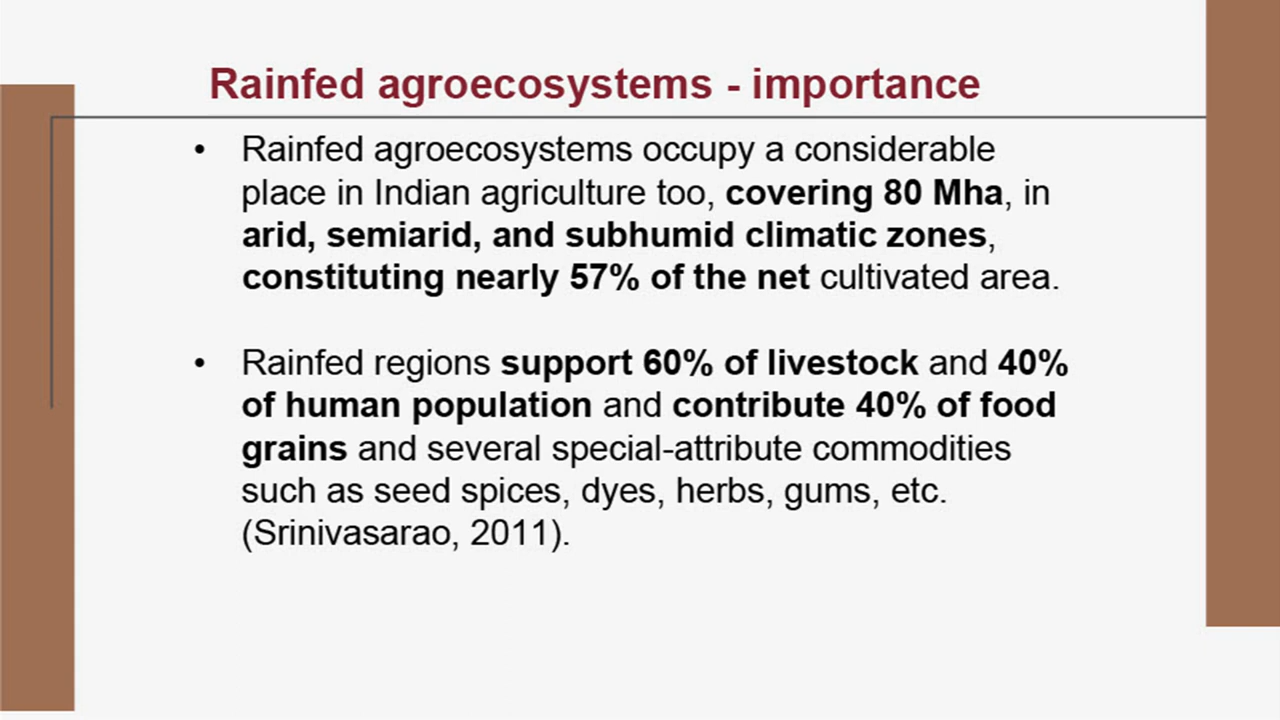 Rainfed agroecosystems - importance
• Rainfed agroecosystems occupy a considerable
place in Indian agriculture too, covering 80 Mha, in
arid, semiarid, and subhumid climatic zones,
constituting nearly 57% of the net cultivated area.
• Rainfed regions support 60% of livestock and 40%
of human population and contribute 40% of food
grains and several special-attribute commodities
such as seed spices, dyes, herbs, gums, etc.
(Srinivasarao, 2011).